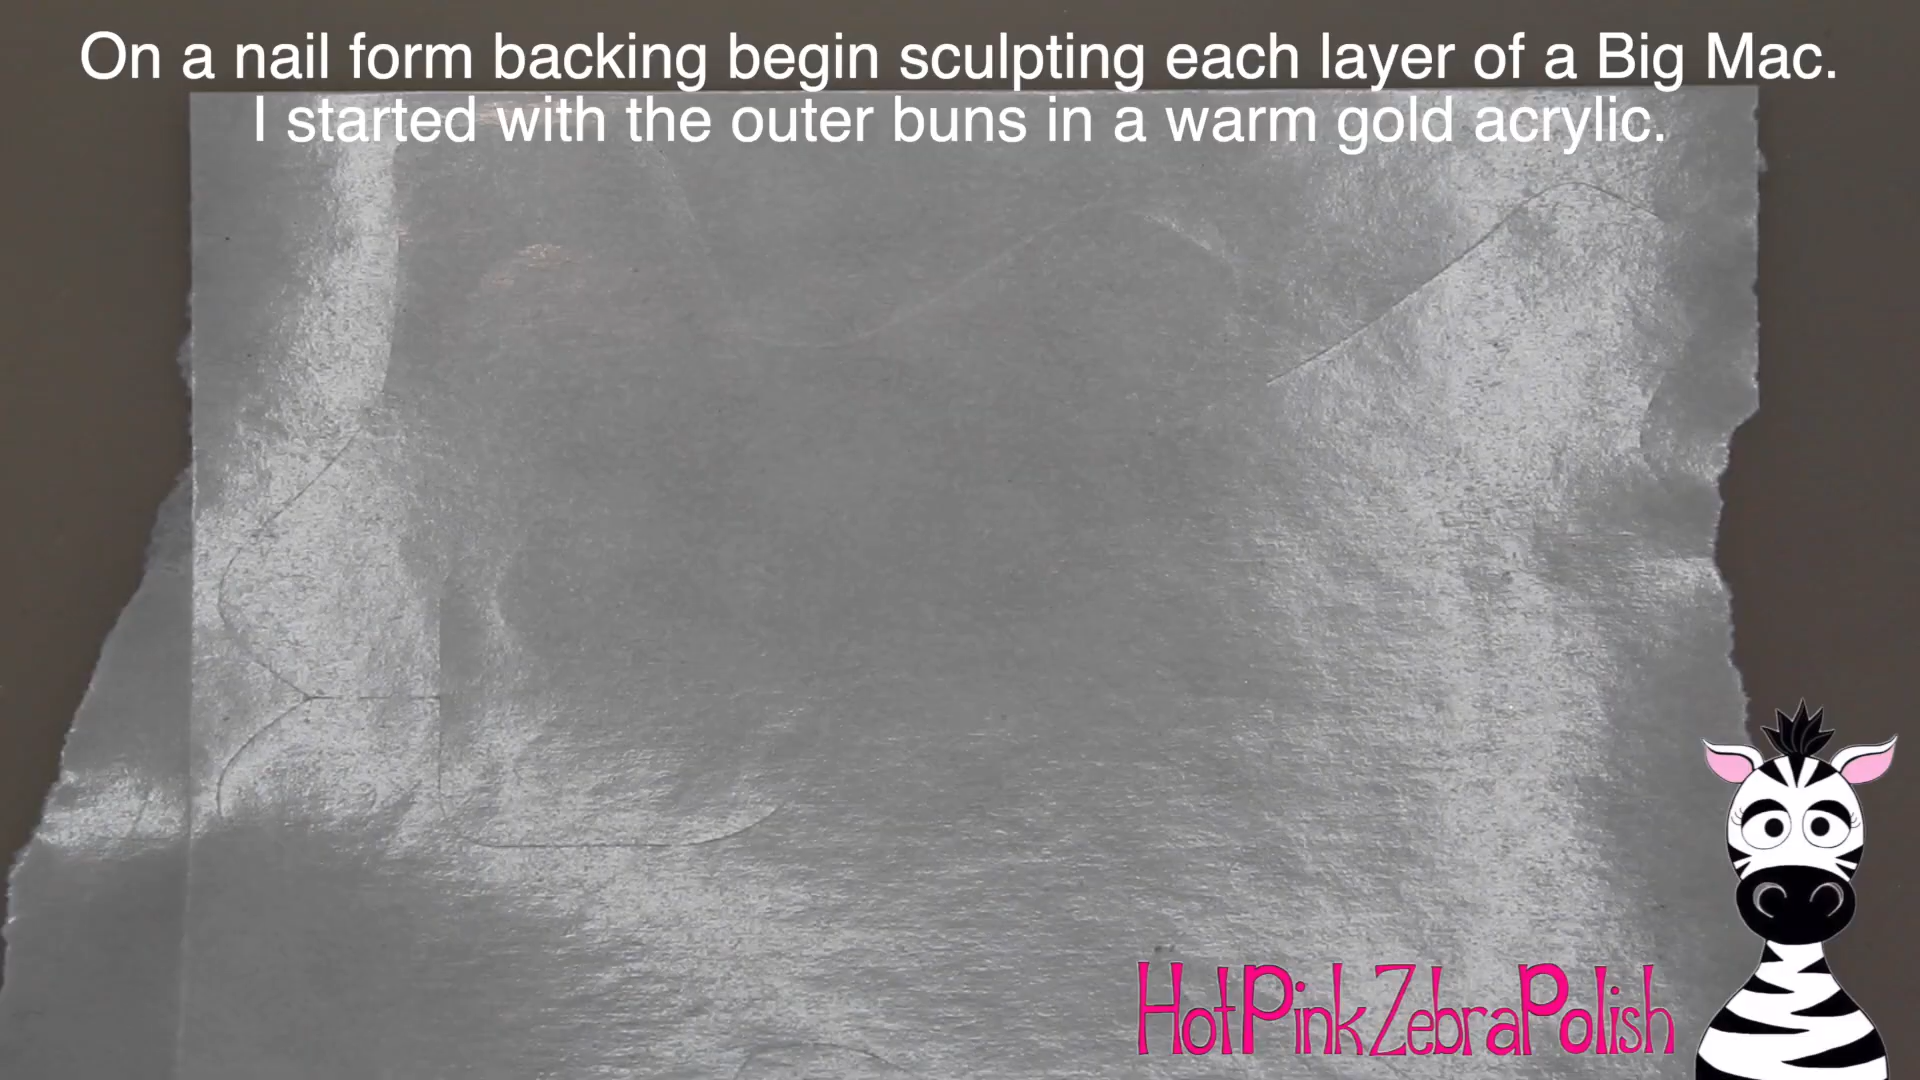 On a nail form backing begin sculpting each layer of a Big Mac.
I started with the outer buns in a warm gold acrylic.
HotPinkZebraPolish